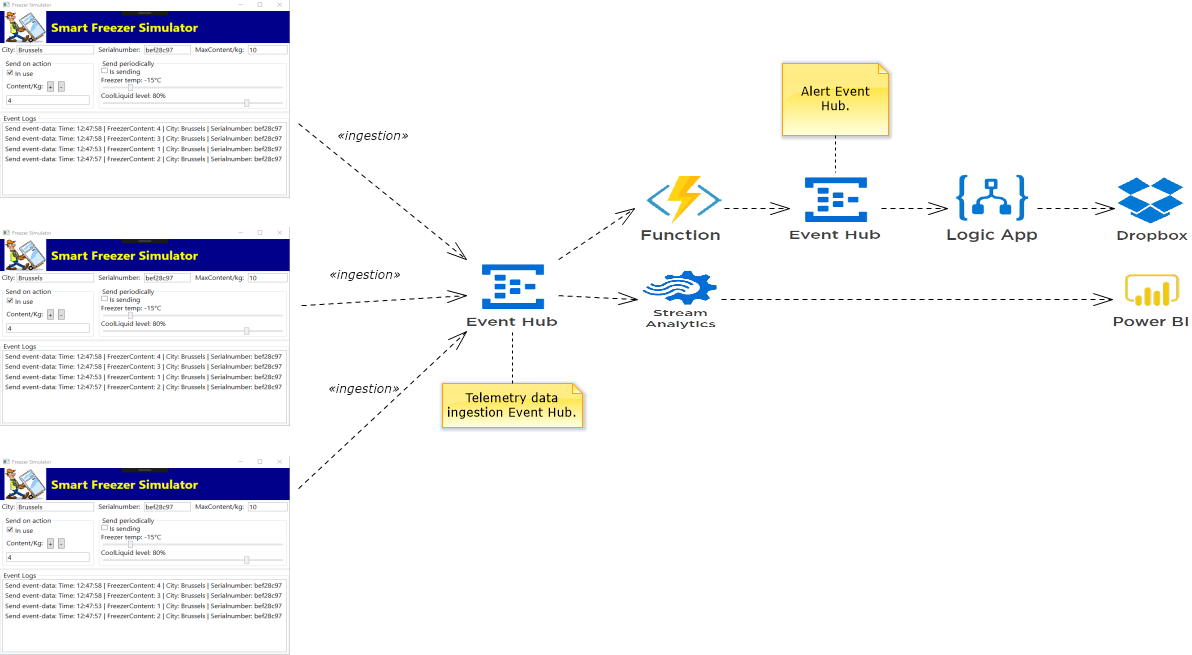 Freezer Simulator
Smart Freezer Simulator
City: Brussels Serialnumber: bef28c97 MaxContent/kg: 10
Send on action Send periodically
In use Is sending
Freezer temp: -15°C
Content/Kg: + -
CoolLiquid level: 80%
4
Event Logs
Send event-data: Time: 12:47:58 | FreezerContent: 4 | City: Brussels | Serialnumber: bef28c97
Send event-data: Time: 12:47:58 | FreezerContent: 3 | City: Brussels | Serialnumber: bef28c97
Send event-data: Time: 12:47:53 | FreezerContent: 1 | City: Brussels | Serialnumber: bef28c97
Send event-data: Time: 12:47:57 | FreezerContent: 2 | City: Brussels | Serialnumber: bef28c97
Freezer Simulator
Smart Freezer Simulator
City: Brussels Serialnumber: bef28c97 MaxContent/kg: 10
Send on action Send periodically
In use Is sending
Freezer temp: -15°C
Content/Kg: + -
CoolLiquid level: 80%
4
Event Logs
Send event-data: Time: 12:47:58 | FreezerContent: 4 | City: Brussels | Serialnumber: bef28c97
Send event-data: Time: 12:47:58 | FreezerContent: 3 | City: Brussels | Serialnumber: bef28c97
Send event-data: Time: 12:47:53 | FreezerContent: 1 | City: Brussels | Serialnumber: bef28c97
Send event-data: Time: 12:47:57 | FreezerContent: 2 | City: Brussels | Serialnumber: bef28c97
Freezer Simulator
Smart Freezer Simulator
City: Brussels Serialnumber: bef28c97 MaxContent/kg: 10
Send on action Send periodically
In use Is sending
Freezer temp: -15°C
Content/Kg: + -
CoolLiquid level: 80%
4
Event Logs
Send event-data: Time: 12:47:58 | FreezerContent: 4 | City: Brussels | Serialnumber: bef28c97
Send event-data: Time: 12:47:58 | FreezerContent: 3 | City: Brussels | Serialnumber: bef28c97
Send event-data: Time: 12:47:53 | FreezerContent: 1 | City: Brussels | Serialnumber: bef28c97
Send event-data: Time: 12:47:57 | FreezerContent: 2 | City: Brussels | Serialnumber: bef28c97
«ingestion»
«ingestion»
«ingestion»
Event Hub
Telemetry data
ingestion Event Hub.
Function
Alert Event
Hub.
Event Hub
Logic App
Dropbox
Stream
Analytics
Power BI